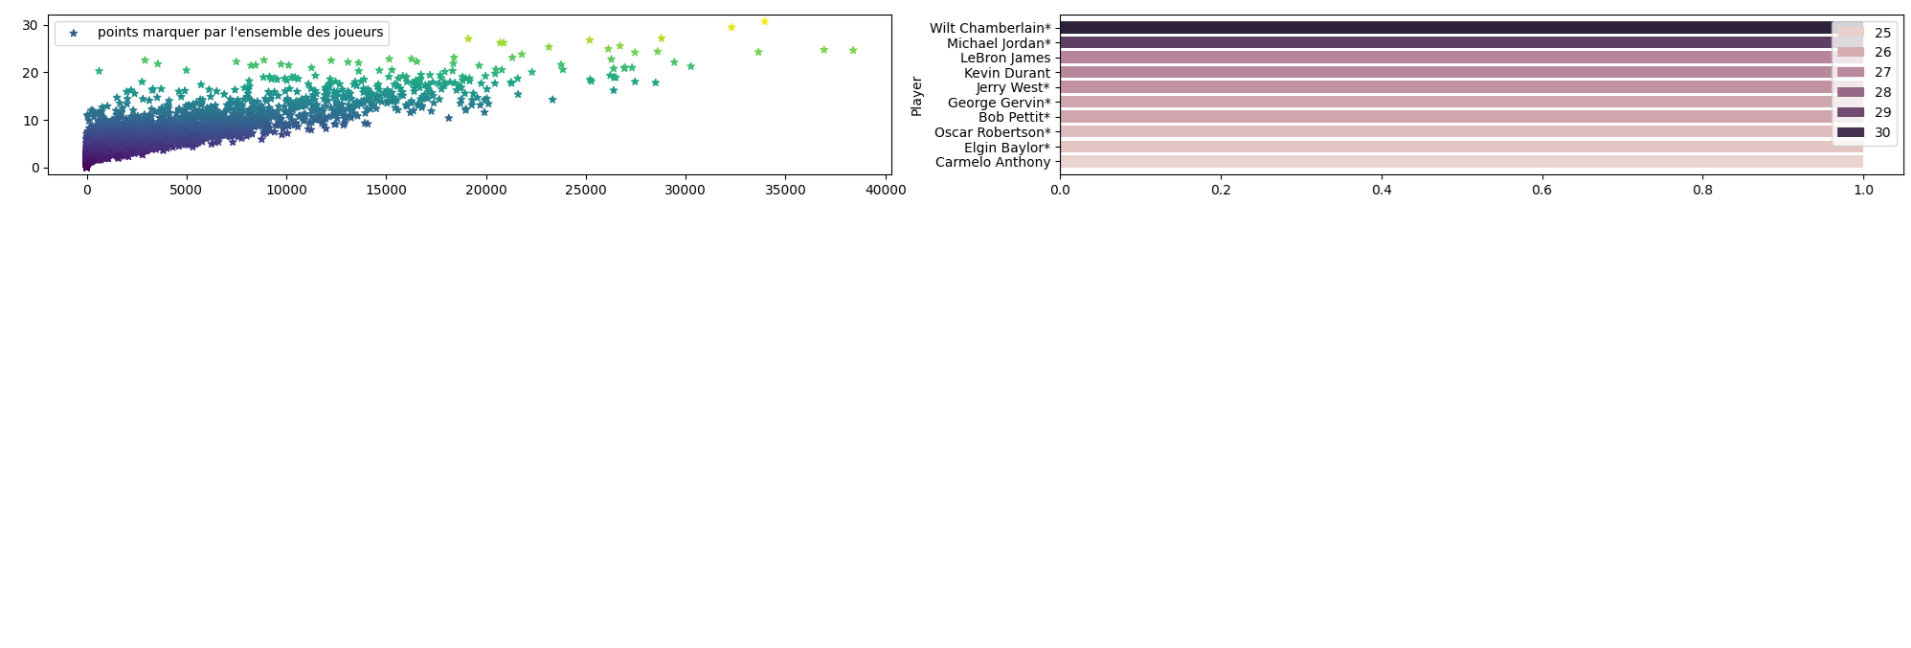 30
20
10
0
points marquer par l'ensemble des joueurs
0 5000 10000 15000 20000 25000 30000 35000 40000
Player
Wilt Chamberlain*
Michael Jordan*
LeBron James
Kevin Durant
Jerry West*
George Gervin*
Bob Pettit*
Oscar Robertson*
Elgin Baylor*
Carmelo Anthony
0.0 0.2 0.4 0.6 0.8 1.0
25
26
27
28
29
30